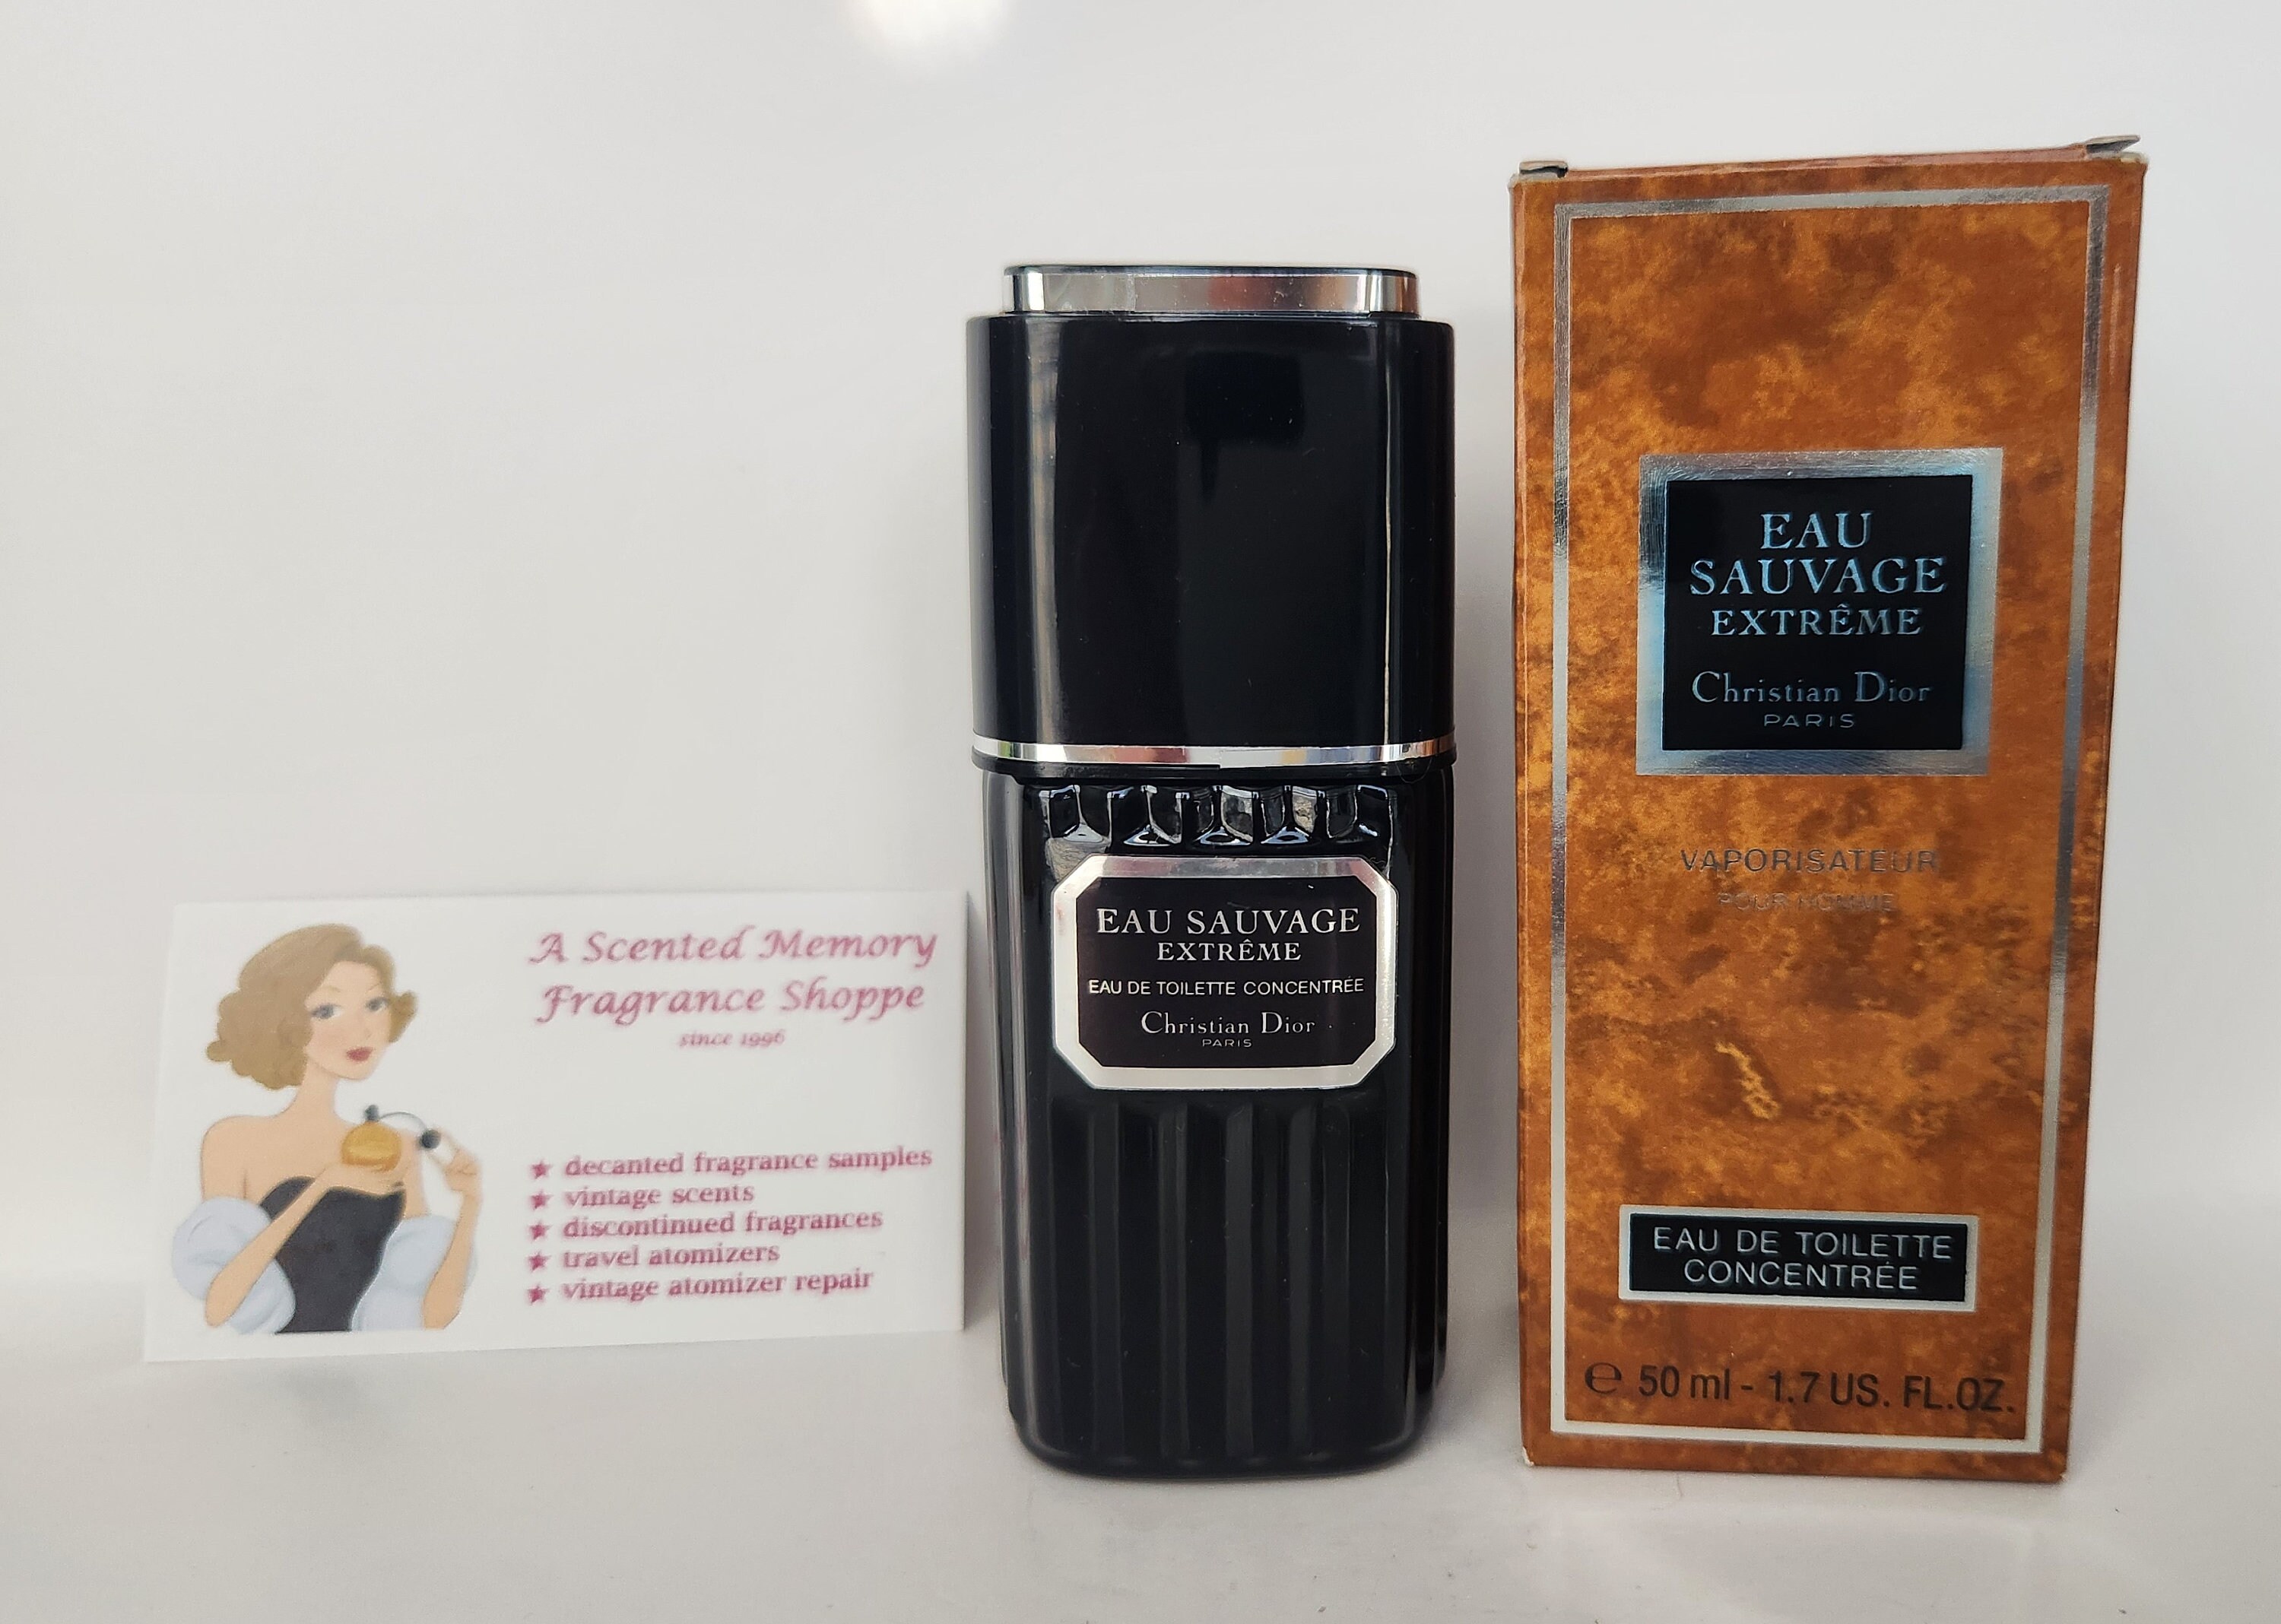 A Scented Memory
Fragrance Shoppe
since 1996
★ decanted fragrance samples
★ vintage scents
★ discontinued fragrances
★ travel atomizers
★ vintage atomizer repair
EAU SAUVAGE
EXTRÊME
EAU DE TOILETTE CONCENTRÉE
Christian Dior
PARIS
EAU
SAUVAGE
EXTRÊME
Christian Dior
PARIS
VAPORISATEUR
POUR HOMME
EAU DE TOILETTE
CONCENTRÉE
℮ 50 ml - 1.7 US. FL.OZ.